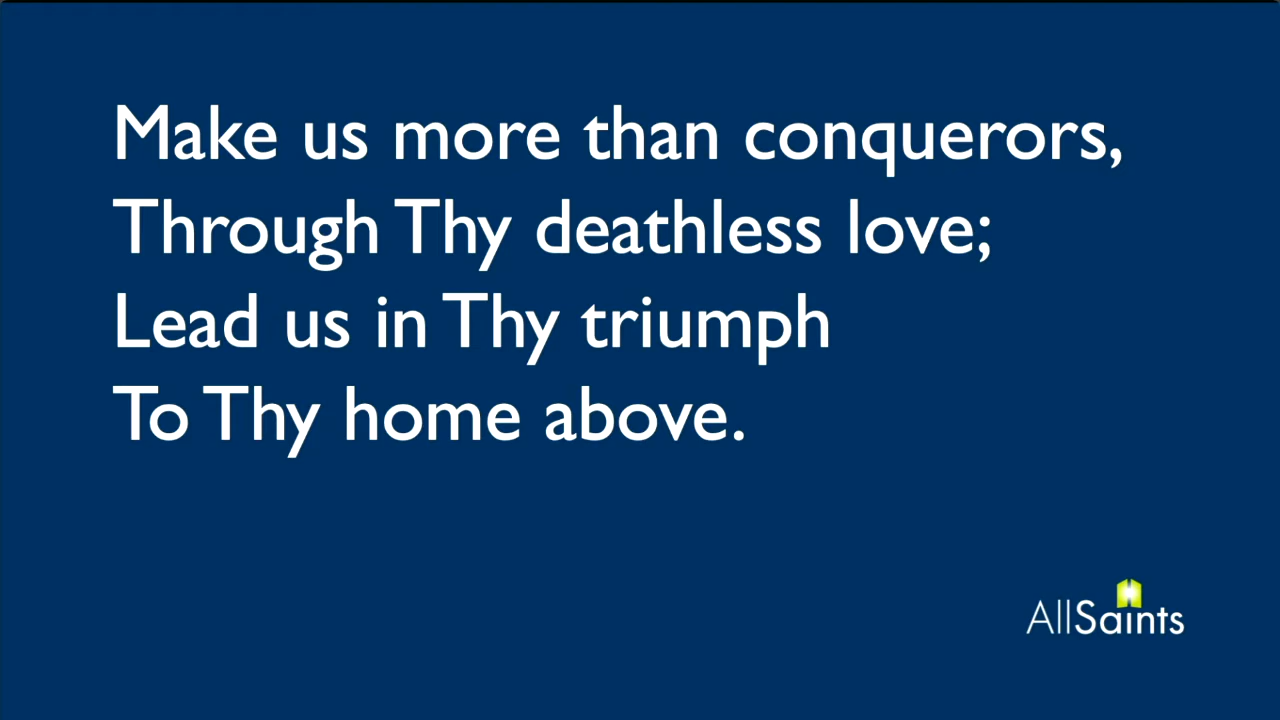 Make us more than conquerors,
Through Thy deathless love;
Lead us in Thy triumph
To Thy home above.
AllSaints